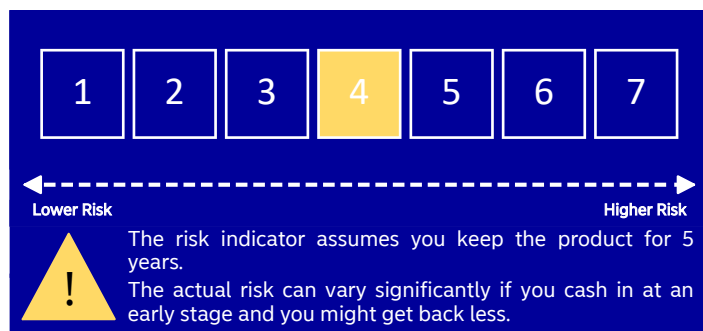 1 2 3 4 5 6 7
Lower Risk Higher Risk
The risk indicator assumes you keep the product for 5
years.
!
The actual risk can vary significantly if you cash in at an
early stage and you might get back less.